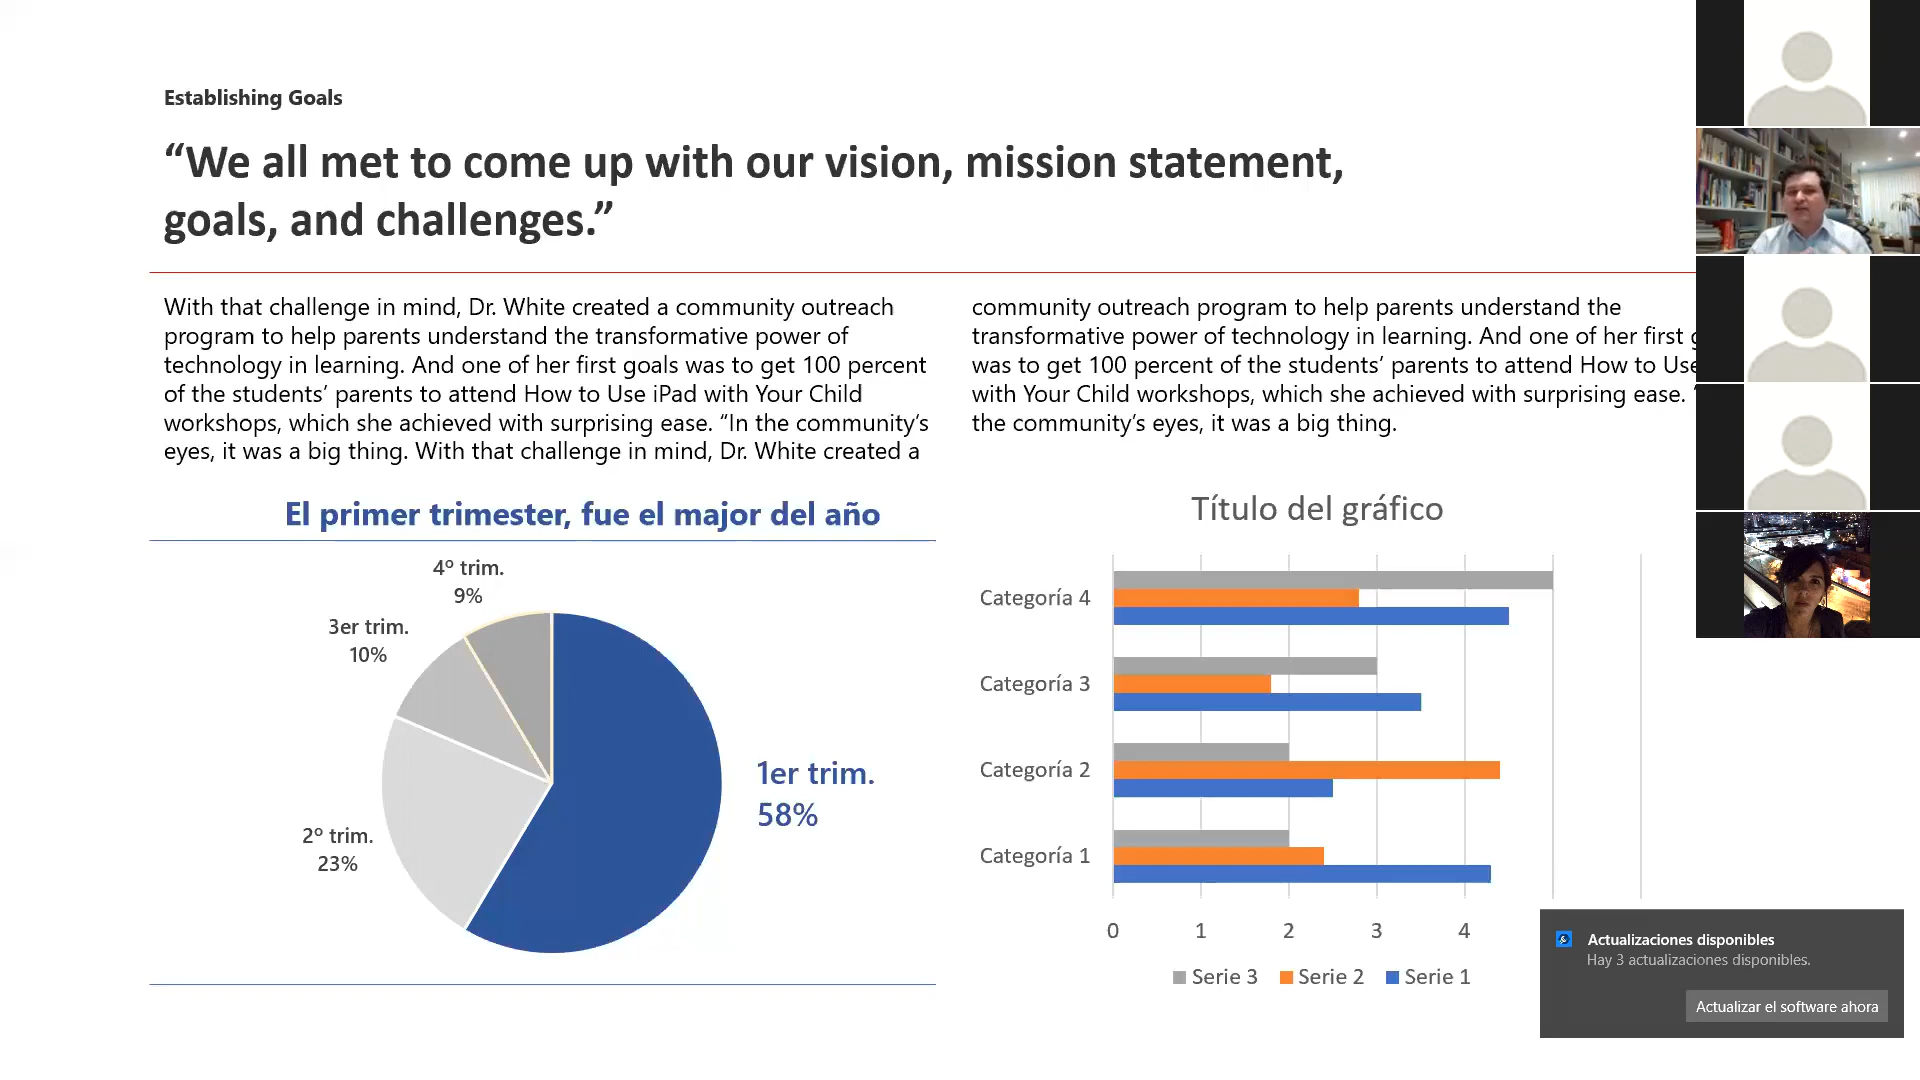 Establishing Goals
“We all met to come up with our vision, mission statement,
goals, and challenges.”
With that challenge in mind, Dr. White created a community outreach
program to help parents understand the transformative power of
technology in learning. And one of her first goals was to get 100 percent
of the students’ parents to attend How to Use iPad with Your Child
workshops, which she achieved with surprising ease. “In the community’s
eyes, it was a big thing. With that challenge in mind, Dr. White created a
community outreach program to help parents understand the
transformative power of technology in learning. And one of her first
was to get 100 percent of the students’ parents to attend How to Use
with Your Child workshops, which she achieved with surprising ease.
the community’s eyes, it was a big thing.
El primer trimester, fue el major del año
4º trim.
9%
3er trim.
10%
1er trim.
58%
2º trim.
23%
Título del gráfico
Categoría 4
Categoría 3
Categoría 2
Categoría 1
0 1 2 3 4
Serie 3 Serie 2 Serie 1
Actualizaciones disponibles
Hay 3 actualizaciones disponibles.
Actualizar el software ahora